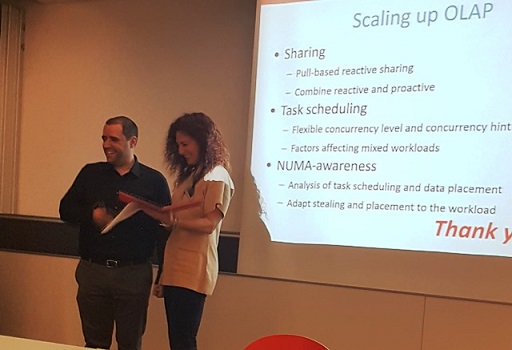 Scaling up OLAP
• Sharing
– Pull-based reactive sharing
– Combine reactive and proactive
• Task scheduling
– Flexible concurrency level and concurrency hint
– Factors affecting mixed workloads
• NUMA-awareness
– Analysis of task scheduling and data placement
– Adapt stealing and placement to the workload
Thank y